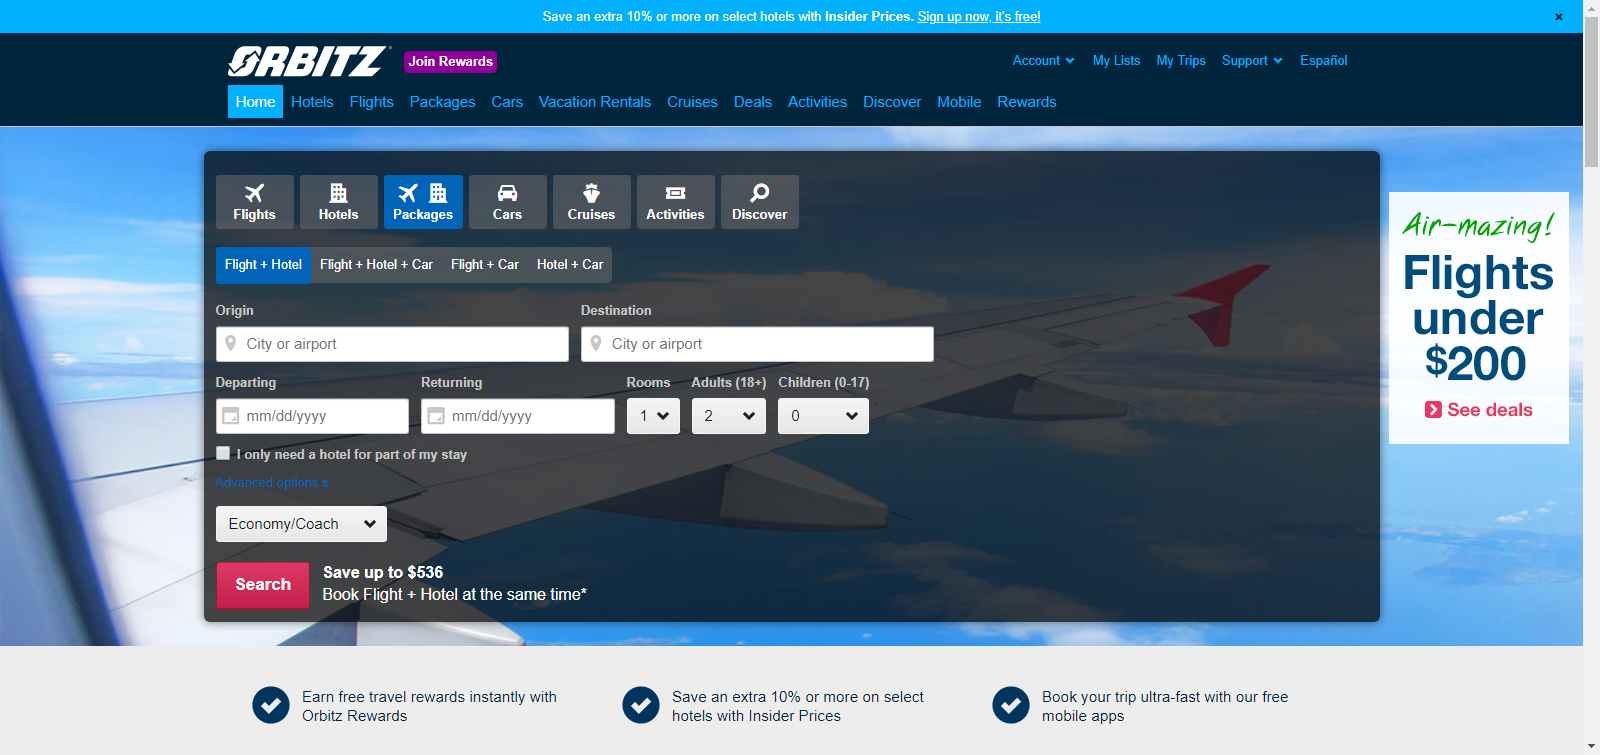 Save an extra 10% or more on select hotels with Insider Prices. Sign up now, it's free!
ORBITZ
Join Rewards
Account
My Lists
My Trips
Support
Español
Home
Hotels
Flights
Packages
Cars
Vacation Rentals
Cruises
Deals
Activities
Discover
Mobile
Rewards
Flights
Hotels
Packages
Cars
Cruises
Activities
Discover
Flight + Hotel
Flight + Hotel + Car
Flight + Car
Hotel + Car
Origin
Destination
City or airport
City or airport
Departing
Returning
Rooms
Adults (18+)
Children (0-17)
mm/dd/yyyy
mm/dd/yyyy
1
2
0
I only need a hotel for part of my stay
Advanced options
Economy/Coach
Search
Save up to $536
Book Flight + Hotel at the same time*
Air-mazing!
Flights
under
$200
See deals
Earn free travel rewards instantly with
Orbitz Rewards
Save an extra 10% or more on select
hotels with Insider Prices
Book your trip ultra-fast with our free
mobile apps